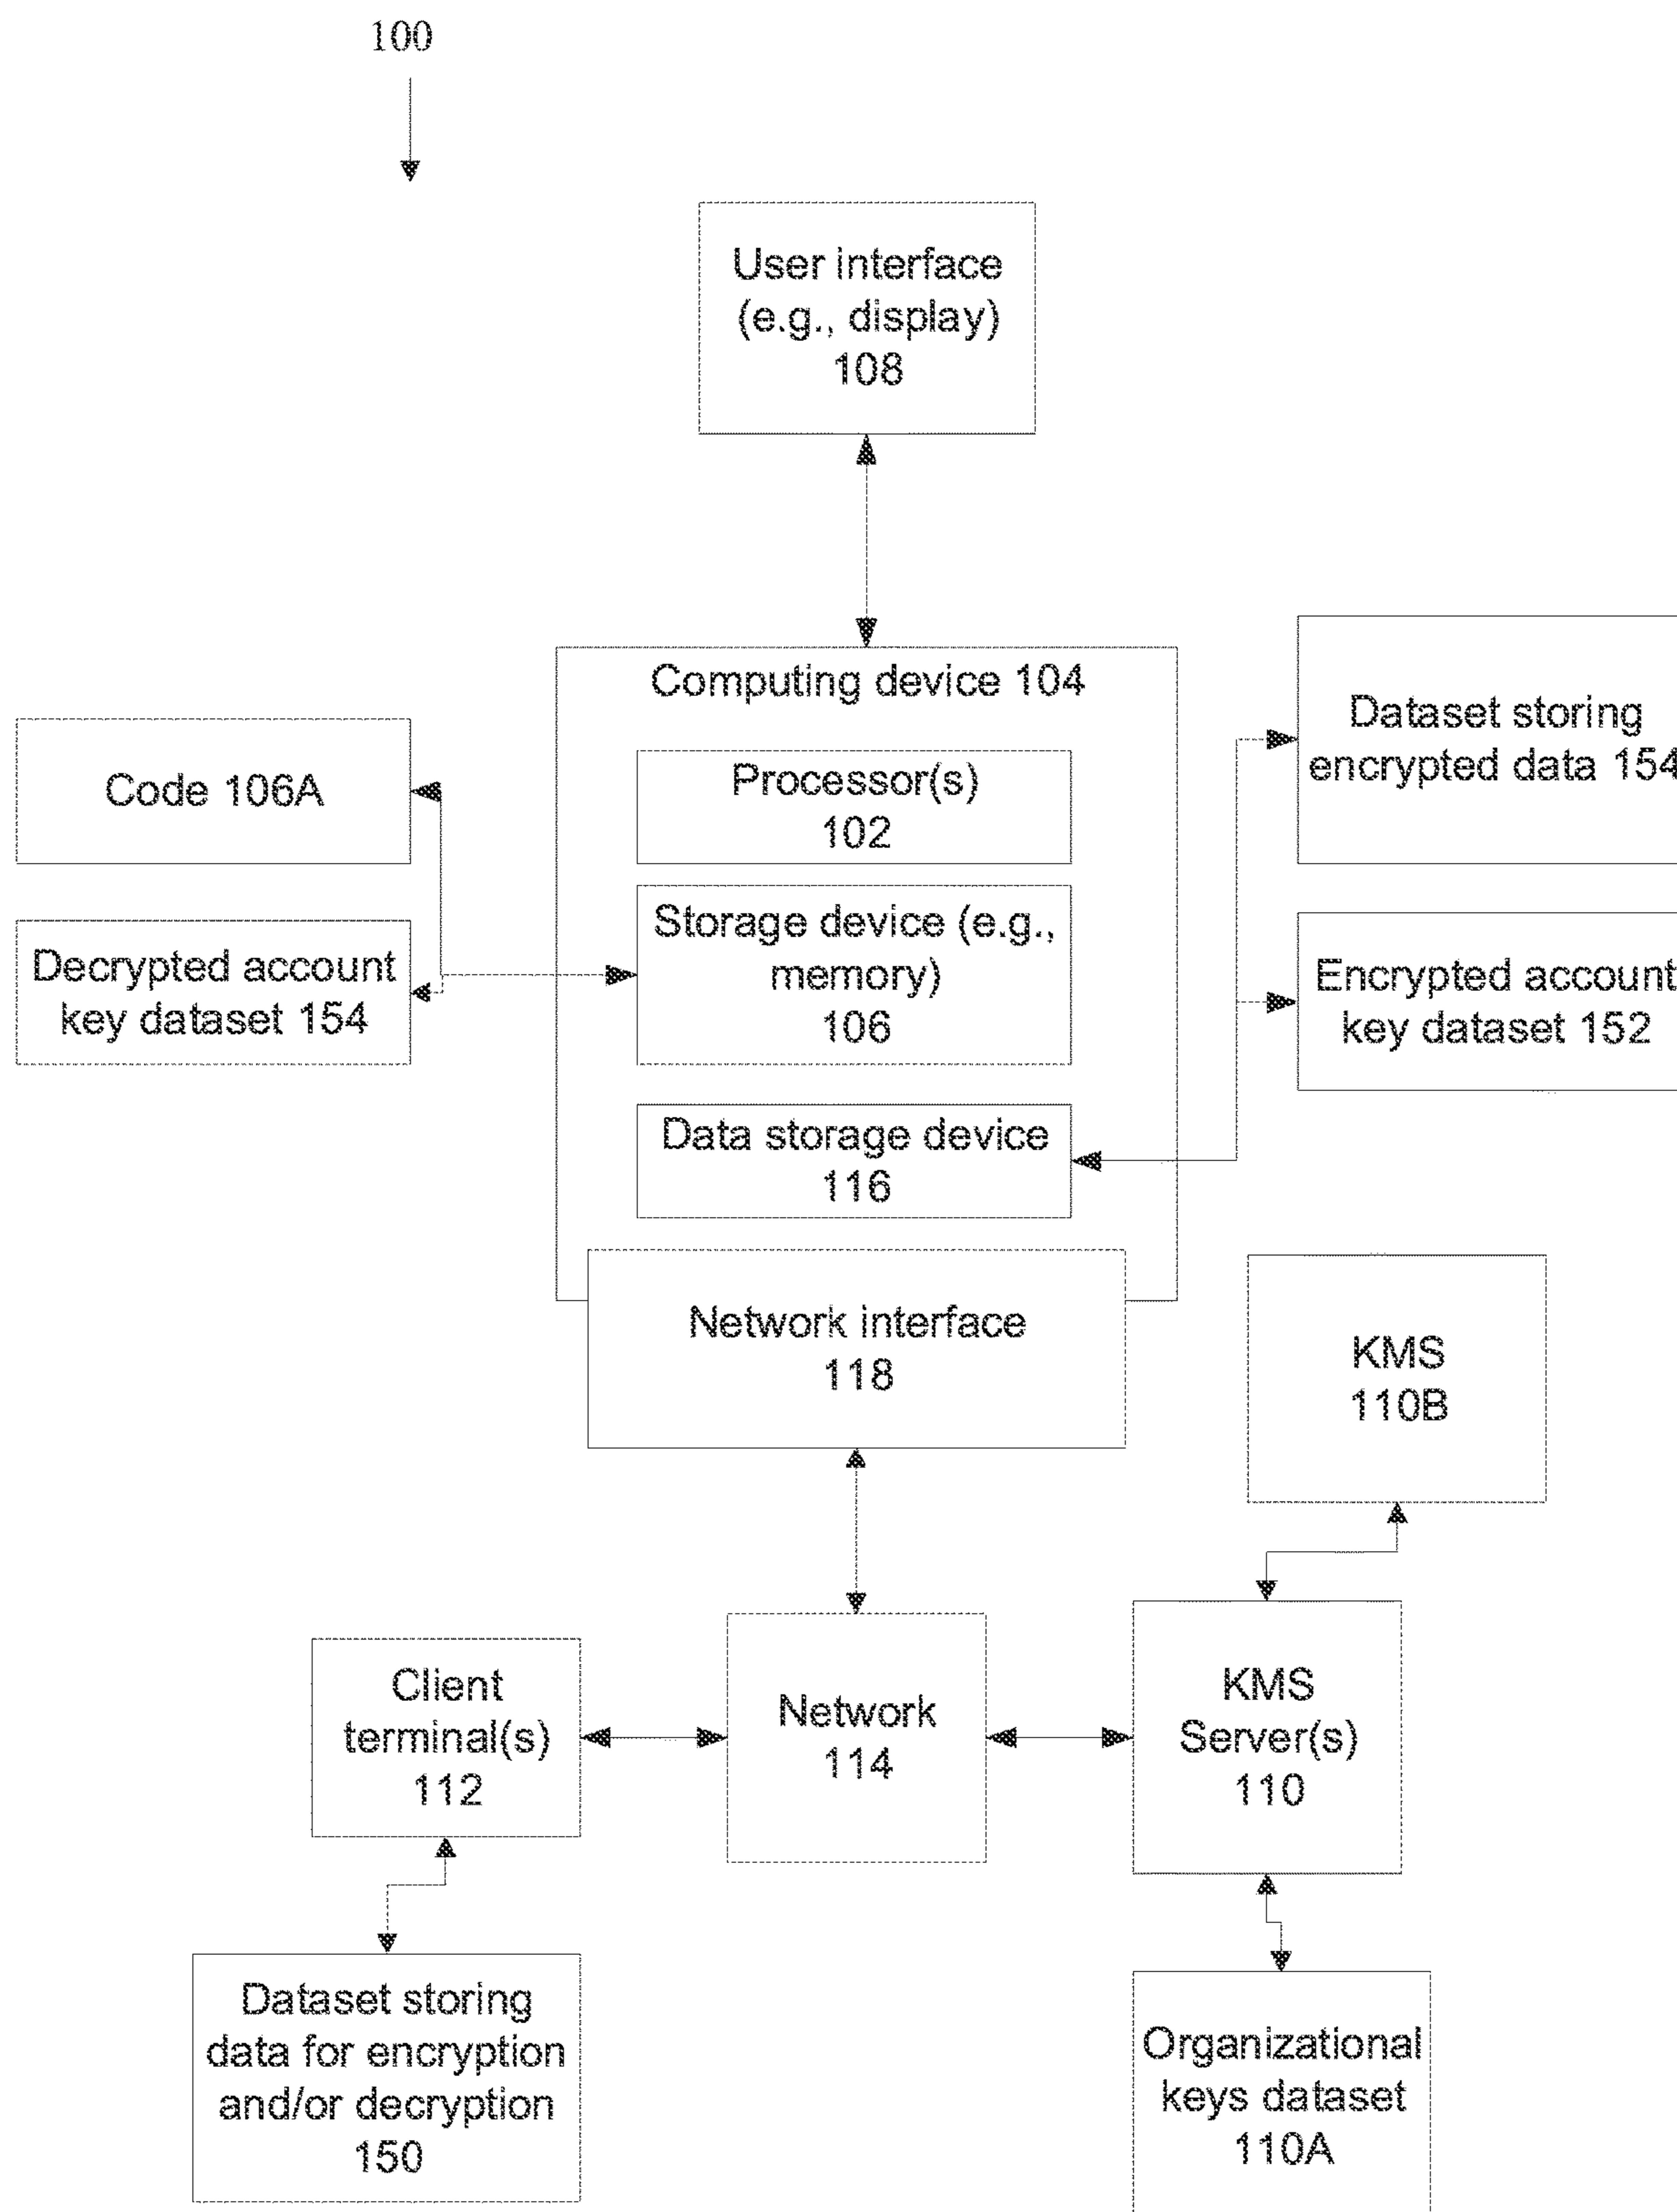 100
User interface
(e.g., display)
108
Computing device 104
Processor(s)
102
Storage device (e.g.,
memory)
106
Data storage device
116
Network interface
118
Code 106A
Decrypted account
key dataset 154
Dataset storing
encrypted data 154
Encrypted account
key dataset 152
KMS
110B
Client
terminal(s)
112
Network
114
KMS
Server(s)
110
Dataset storing
data for encryption
and/or decryption
150
Organizational
keys dataset
110A